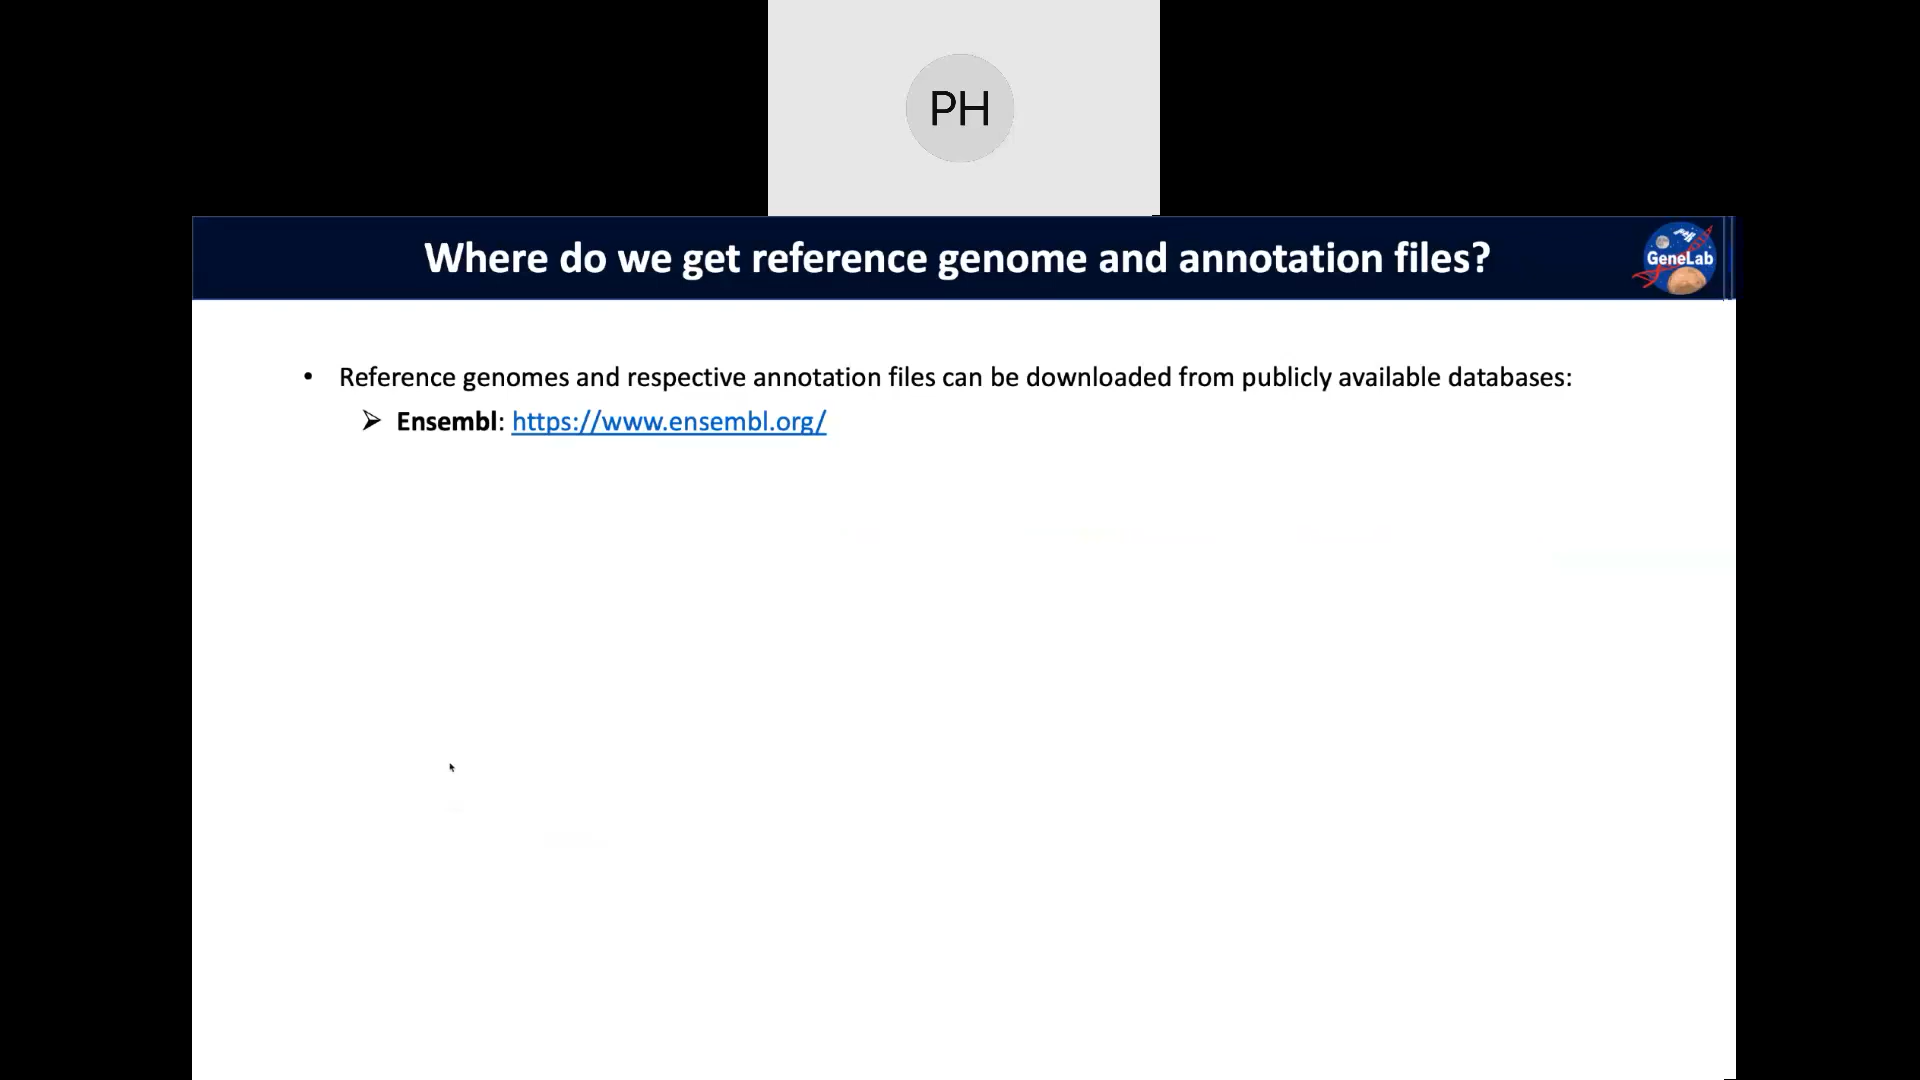 PH
Where do we get reference genome and annotation files?
GeneLab
• Reference genomes and respective annotation files can be downloaded from publicly available databases:
➢ Ensembl: https://www.ensembl.org/